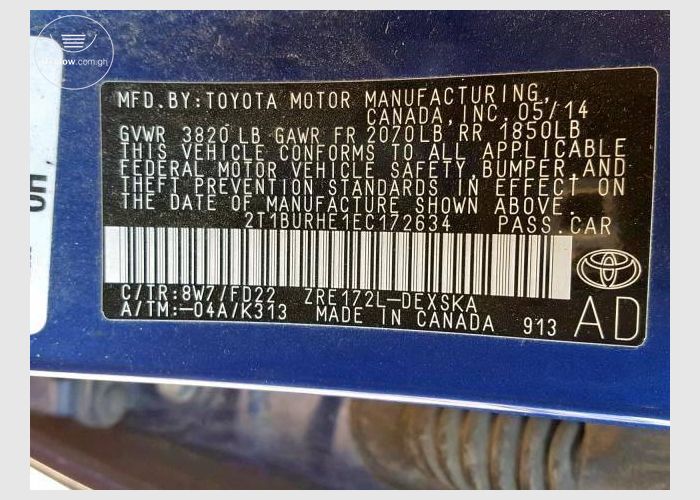 MFD. BY: TOYOTA MOTOR MANUFACTURING,
CANADA, INC. 05/14
GVWR 3820 LB GAWR FR 2070LB RR 1850LB
THIS VEHICLE CONFORMS TO ALL APPLICABLE
FEDERAL MOTOR VEHICLE SAFETY, BUMPER, AND
THEFT PREVENTION STANDARDS IN EFFECT ON
THE DATE OF MANUFACTURE SHOWN ABOVE.
2T1BURHE1EC172634 PASS. CAR
C/TR: 8W7/FD22 ZRE172L-DEXSKA
A/TM: -04A/K313 MADE IN CANADA 913 AD